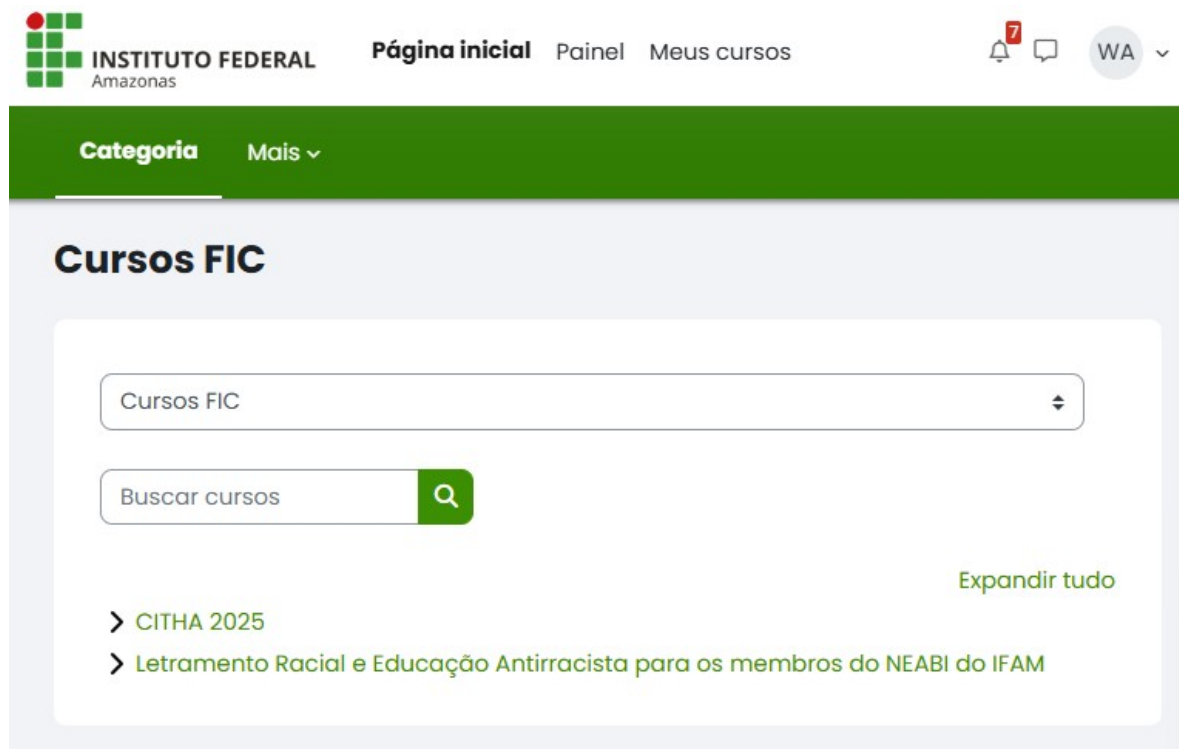 INSTITUTO FEDERAL
Amazonas
Página inicial Painel Meus cursos
7
WA
Categoria Mais
Cursos FIC
Cursos FIC
Buscar cursos
Expandir tudo
CITHA 2025
Letramento Racial e Educação Antirracista para os membros do NEABI do IFAM